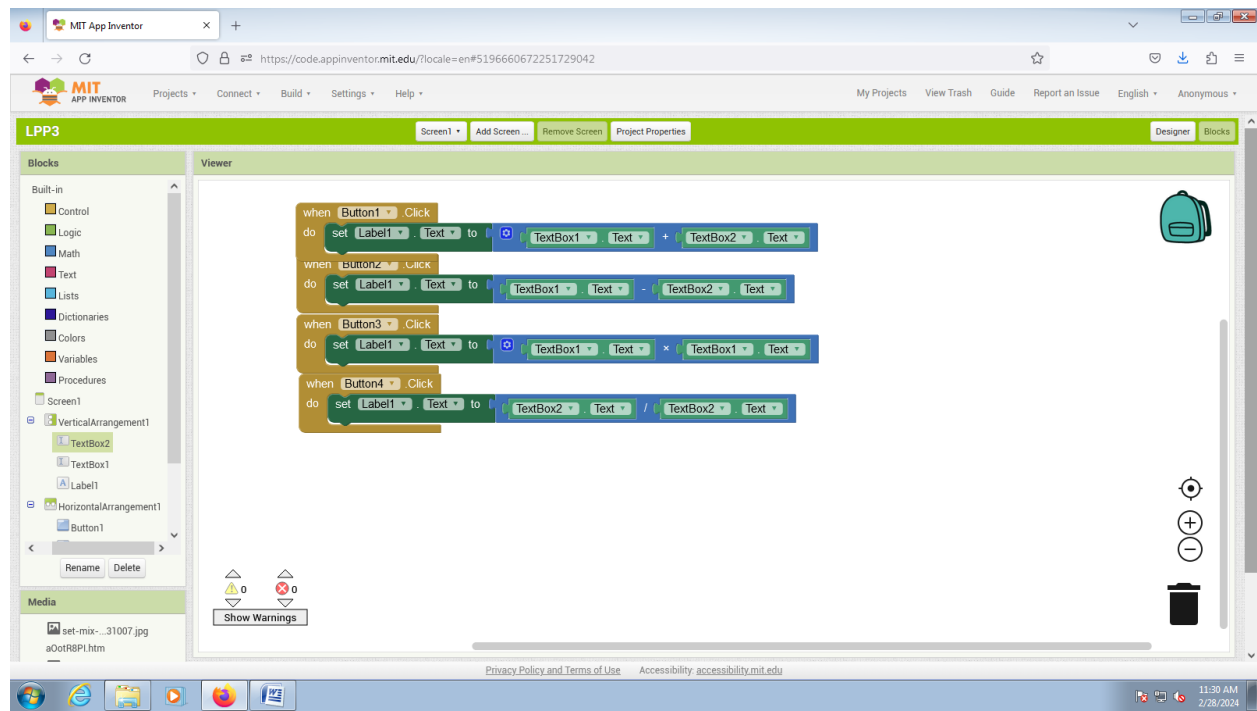 MIT App Inventor
https://code.appinventor.mit.edu/?locale=en#5196660672251729042
MIT
APP INVENTOR
Projects Connect Build Settings Help My Projects View Trash Guide Report an Issue English Anonymous
LPP3 Screen1 Add Screen ... Remove Screen Project Properties Designer Blocks
Blocks
Viewer
Built-in
Control
Logic
Math
Text
Lists
Dictionaries
Colors
Variables
Procedures
Screen1
VerticalArrangement1
TextBox2
TextBox1
Label1
HorizontalArrangement1
Button1
Rename Delete
Media
set-mix-...31007.jpg
aOotR8PI.htm
when Button1 .Click
do set Label1 . Text to TextBox1 . Text + TextBox2 . Text
when Button2 .Click
do set Label1 . Text to TextBox1 . Text - TextBox2 . Text
when Button3 .Click
do set Label1 . Text to TextBox1 . Text × TextBox1 . Text
when Button4 .Click
do set Label1 . Text to TextBox2 . Text / TextBox2 . Text
0 0
Show Warnings
Privacy Policy and Terms of Use Accessibility: accessibility.mit.edu
11:30 AM
2/28/2024